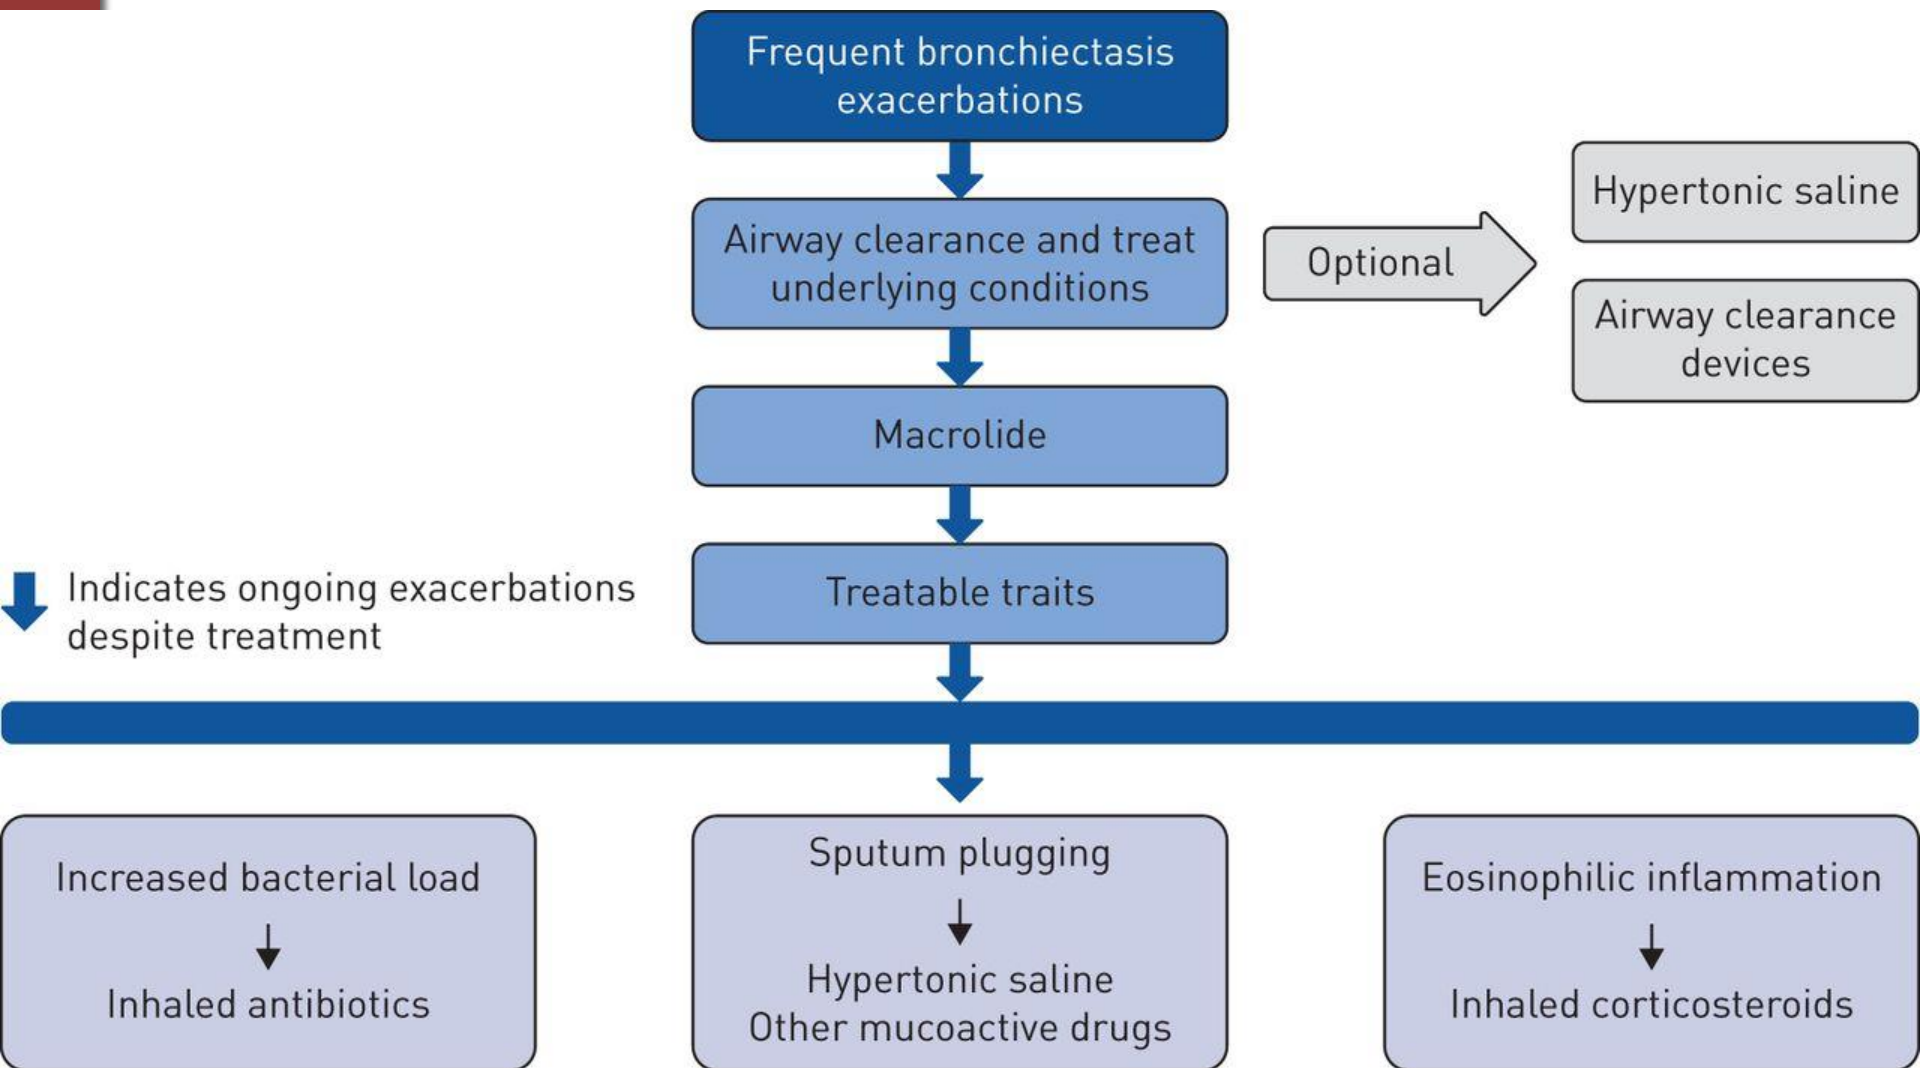 Frequent bronchiectasis
exacerbations
Airway clearance and treat
underlying conditions
Optional
Hypertonic saline
Airway clearance
devices
Macrolide
Treatable traits
Indicates ongoing exacerbations
despite treatment
Increased bacterial load
Inhaled antibiotics
Sputum plugging
Hypertonic saline
Other mucoactive drugs
Eosinophilic inflammation
Inhaled corticosteroids